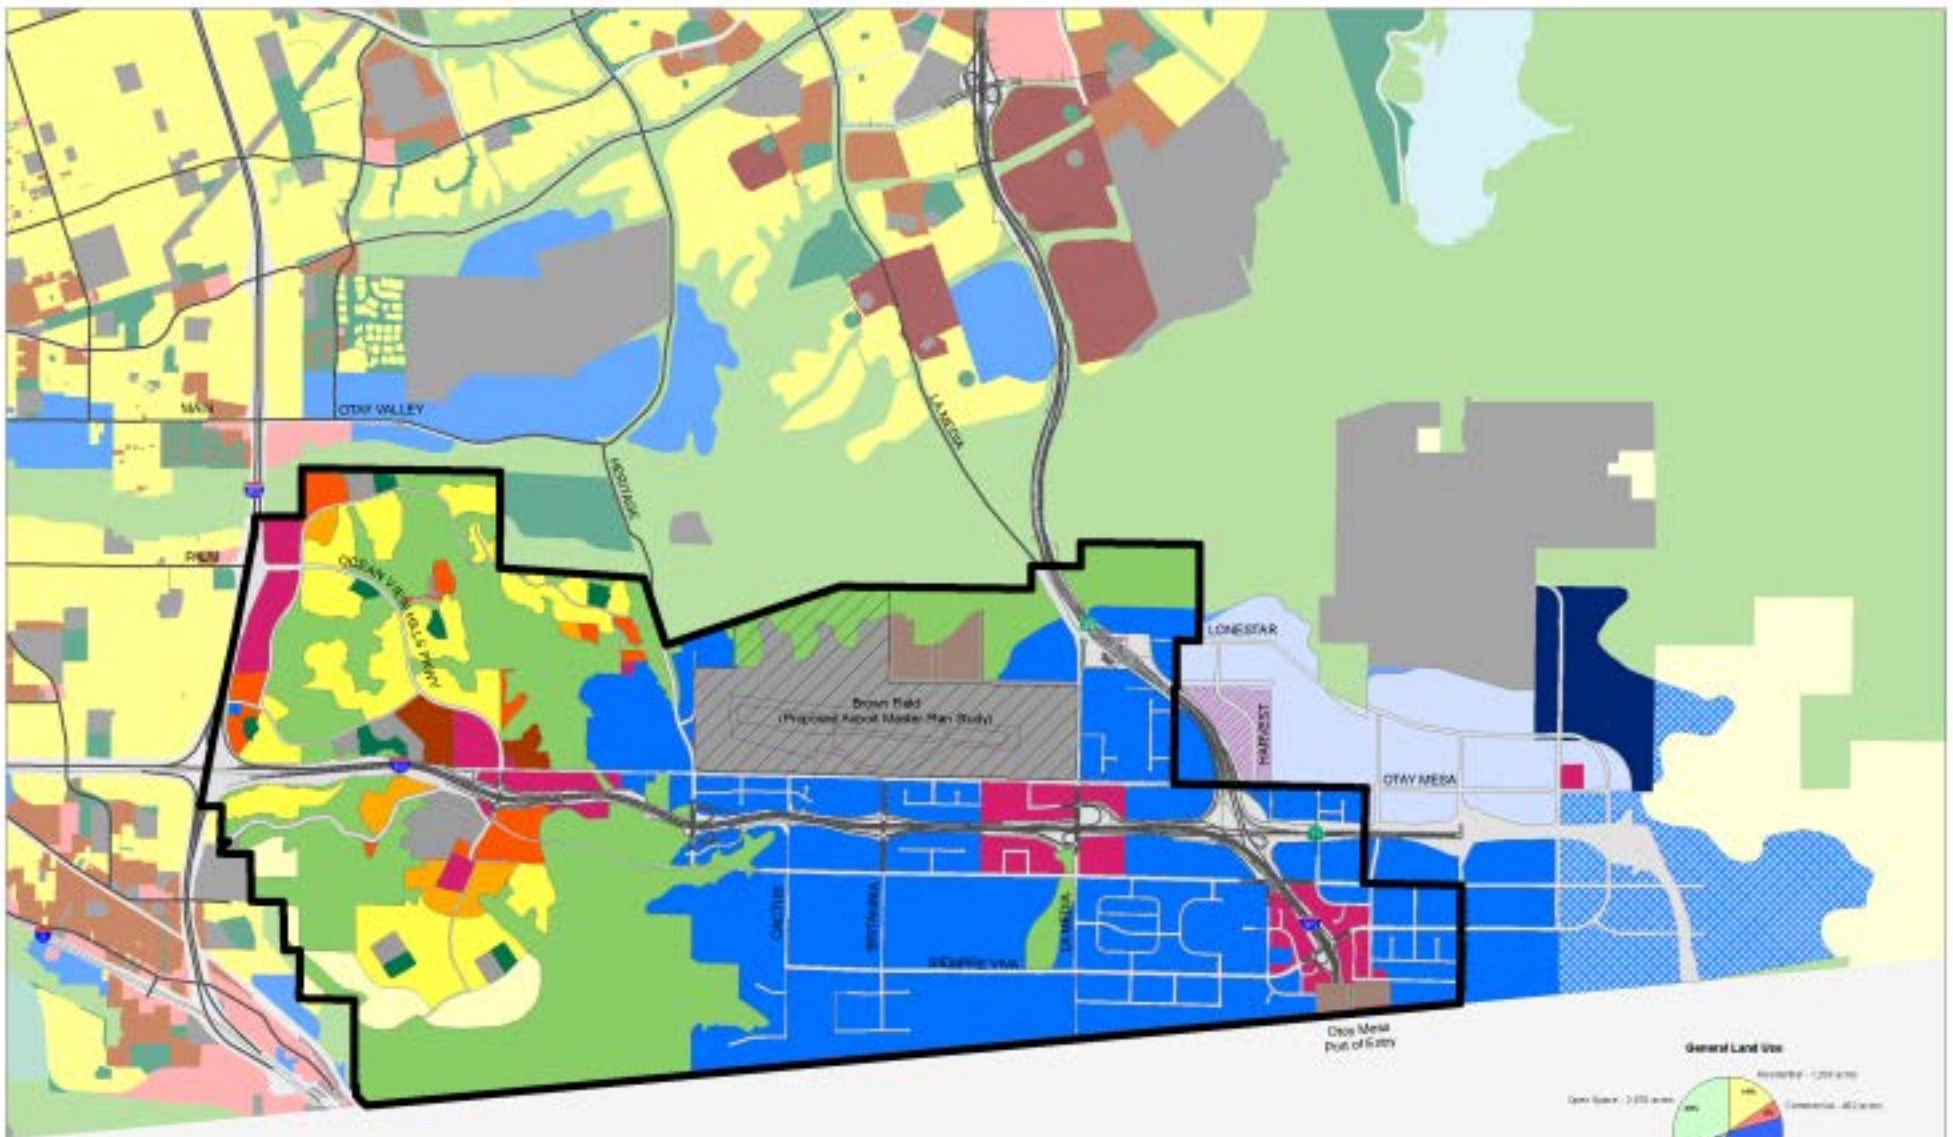 MAIN
OTAY VALLEY
LA MEDIA
HERITAGE
PALM
OCEAN VIEW HILLS PKWY
LONESTAR
Brown Field
(Proposed Airport Master Plan Study)
HARVEST
OTAY MESA
CACTUS
BRITANNIA
LA MEDIA
SIEMPRE VIVA
Otay Mesa
Port of Entry
General Land Use